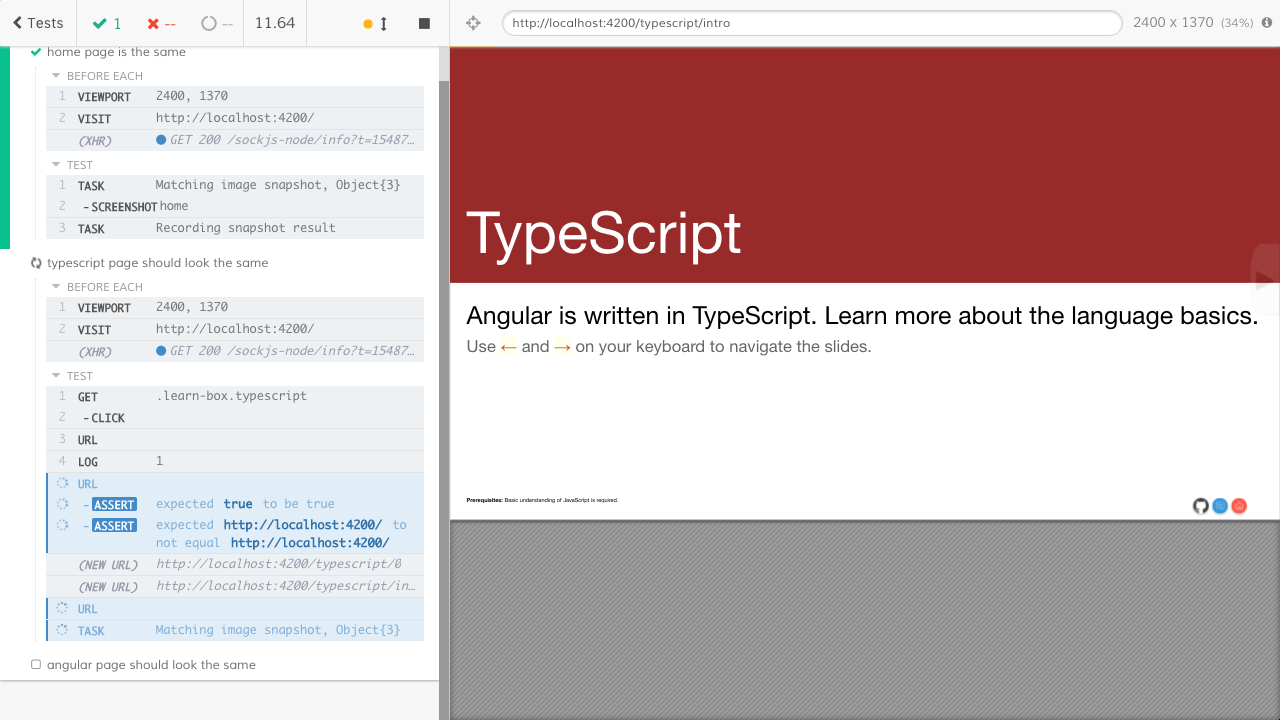 Tests
1
--
--
11.64
http://localhost:4200/typescript/intro
2400 x 1370 (34%)
home page is the same
BEFORE EACH
1 VIEWPORT 2400, 1370
2 VISIT http://localhost:4200/
(XHR) GET 200 /sockjs-node/info?t=15487…
TEST
1 TASK Matching image snapshot, Object{3}
2 -SCREENSHOT home
3 TASK Recording snapshot result
typescript page should look the same
BEFORE EACH
1 VIEWPORT 2400, 1370
2 VISIT http://localhost:4200/
(XHR) GET 200 /sockjs-node/info?t=15487…
TEST
1 GET .learn-box.typescript
2 -CLICK
3 URL
4 LOG 1
URL
-ASSERT expected true to be true
-ASSERT expected http://localhost:4200/ to
not equal http://localhost:4200/
(NEW URL) http://localhost:4200/typescript/0
(NEW URL) http://localhost:4200/typescript/in…
URL
TASK Matching image snapshot, Object{3}
angular page should look the same
TypeScript
Angular is written in TypeScript. Learn more about the language basics.
Use ← and → on your keyboard to navigate the slides.
Prerequisites: Basic understanding of JavaScript is required.